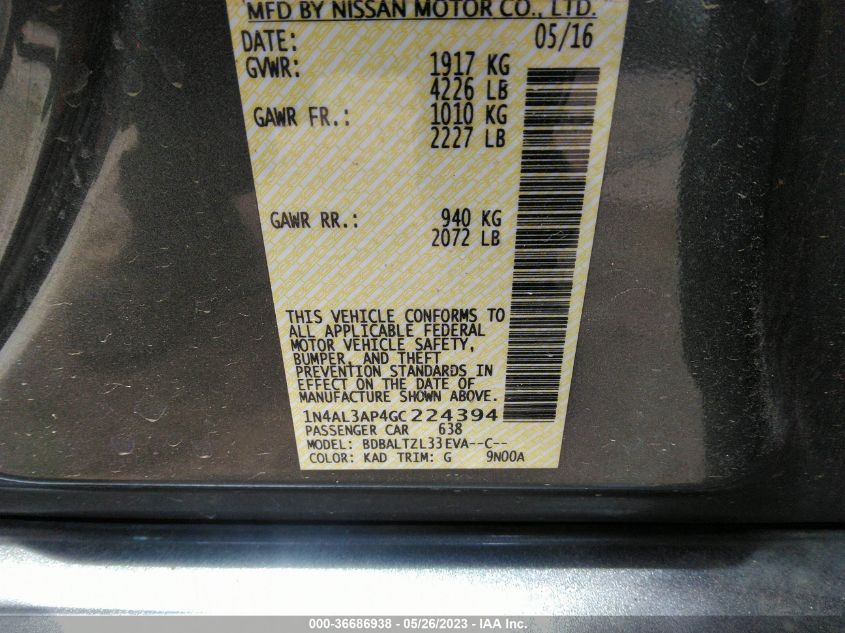 MFD BY NISSAN MOTOR CO., LTD.
DATE: 05/16
GVWR: 1917 KG
4226 LB
GAWR FR.: 1010 KG
2227 LB
GAWR RR.: 940 KG
2072 LB
THIS VEHICLE CONFORMS TO
ALL APPLICABLE FEDERAL
MOTOR VEHICLE SAFETY,
BUMPER, AND THEFT
PREVENTION STANDARDS IN
EFFECT ON THE DATE OF
MANUFACTURE SHOWN ABOVE.
1N4AL3AP4GC224394
PASSENGER CAR 638
MODEL: BDBALTZL33EVA--C--
COLOR: KAD TRIM: G 9N00A
000-36686938 - 05/26/2023 - IAA Inc.